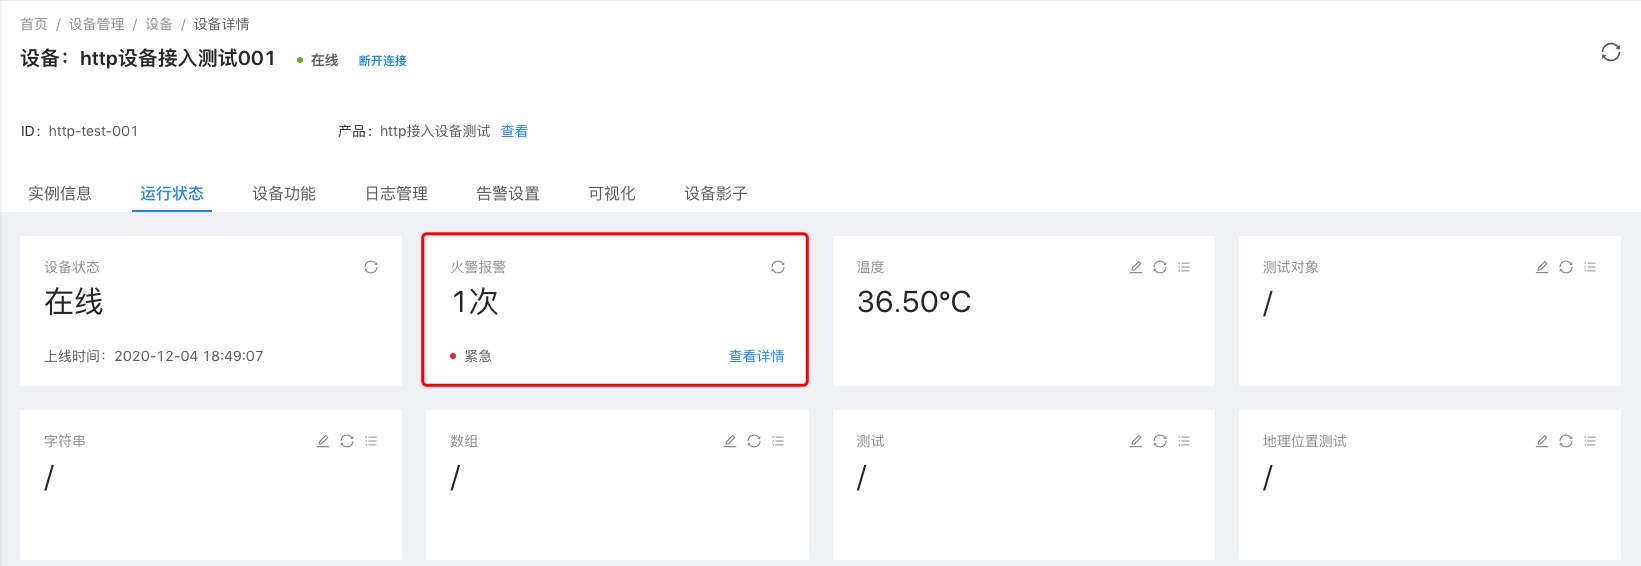 首页 / 设备管理 / 设备 / 设备详情
设备：http设备接入测试001 在线 断开连接
ID：http-test-001 产品：http接入设备测试 查看
实例信息 运行状态 设备功能 日志管理 告警设置 可视化 设备影子
设备状态
在线
上线时间：2020-12-04 18:49:07
火警报警
1次
紧急 查看详情
温度
36.50°C
测试对象
/
字符串
/
数组
/
测试
/
地理位置测试
/